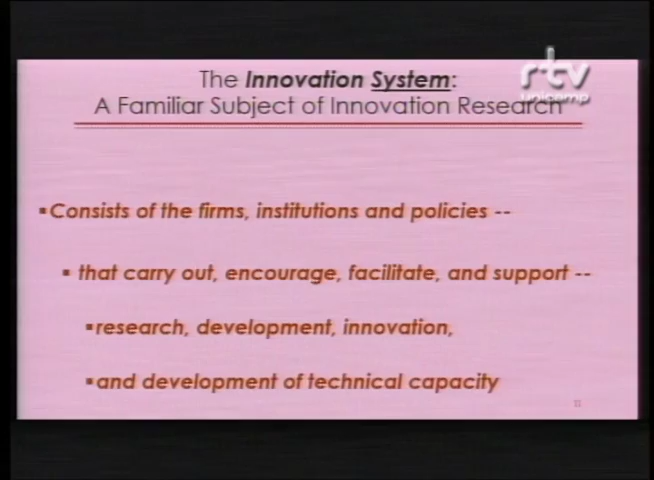 The Innovation System:
A Familiar Subject of Innovation Research
rtv
unicamp
▪Consists of the firms, institutions and policies --
▪ that carry out, encourage, facilitate, and support --
▪research, development, innovation,
▪and development of technical capacity